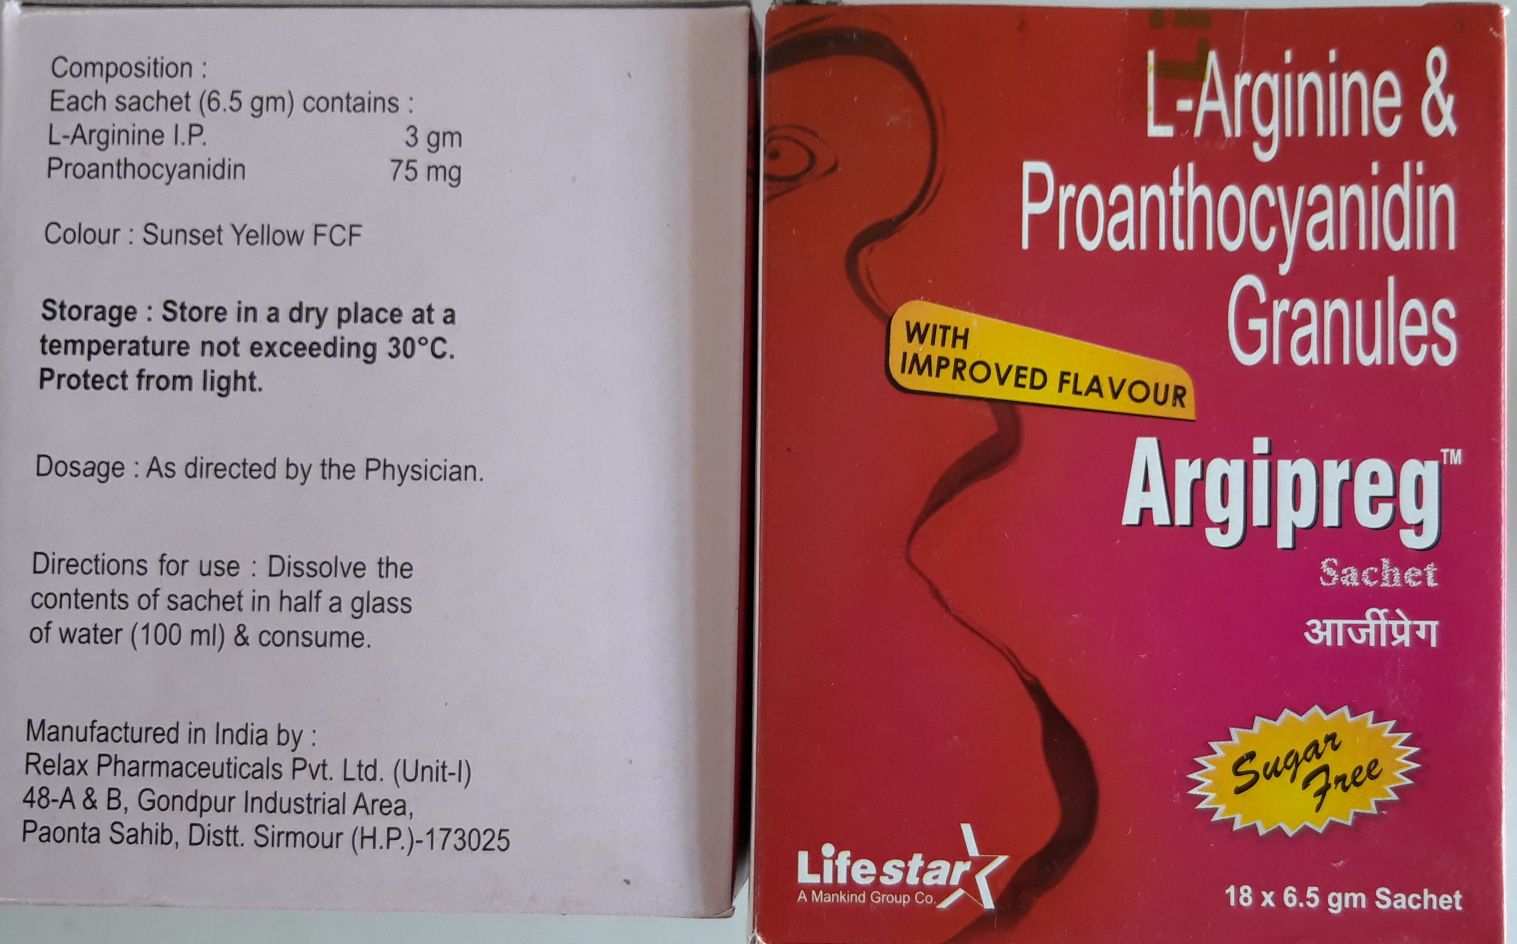 Composition :
Each sachet (6.5 gm) contains :
L-Arginine I.P. 3 gm
Proanthocyanidin 75 mg
Colour : Sunset Yellow FCF
Storage : Store in a dry place at a
temperature not exceeding 30°C.
Protect from light.
Dosage : As directed by the Physician.
Directions for use : Dissolve the
contents of sachet in half a glass
of water (100 ml) & consume.
Manufactured in India by :
Relax Pharmaceuticals Pvt. Ltd. (Unit-I)
48-A & B, Gondpur Industrial Area,
Paonta Sahib, Distt. Sirmour (H.P.)-173025
L-Arginine &
Proanthocyanidin
Granules
WITH
IMPROVED FLAVOUR
Argipreg™
Sachet
आर्जीप्रेग
Sugar
Free
Lifestar
A Mankind Group Co.
18 x 6.5 gm Sachet